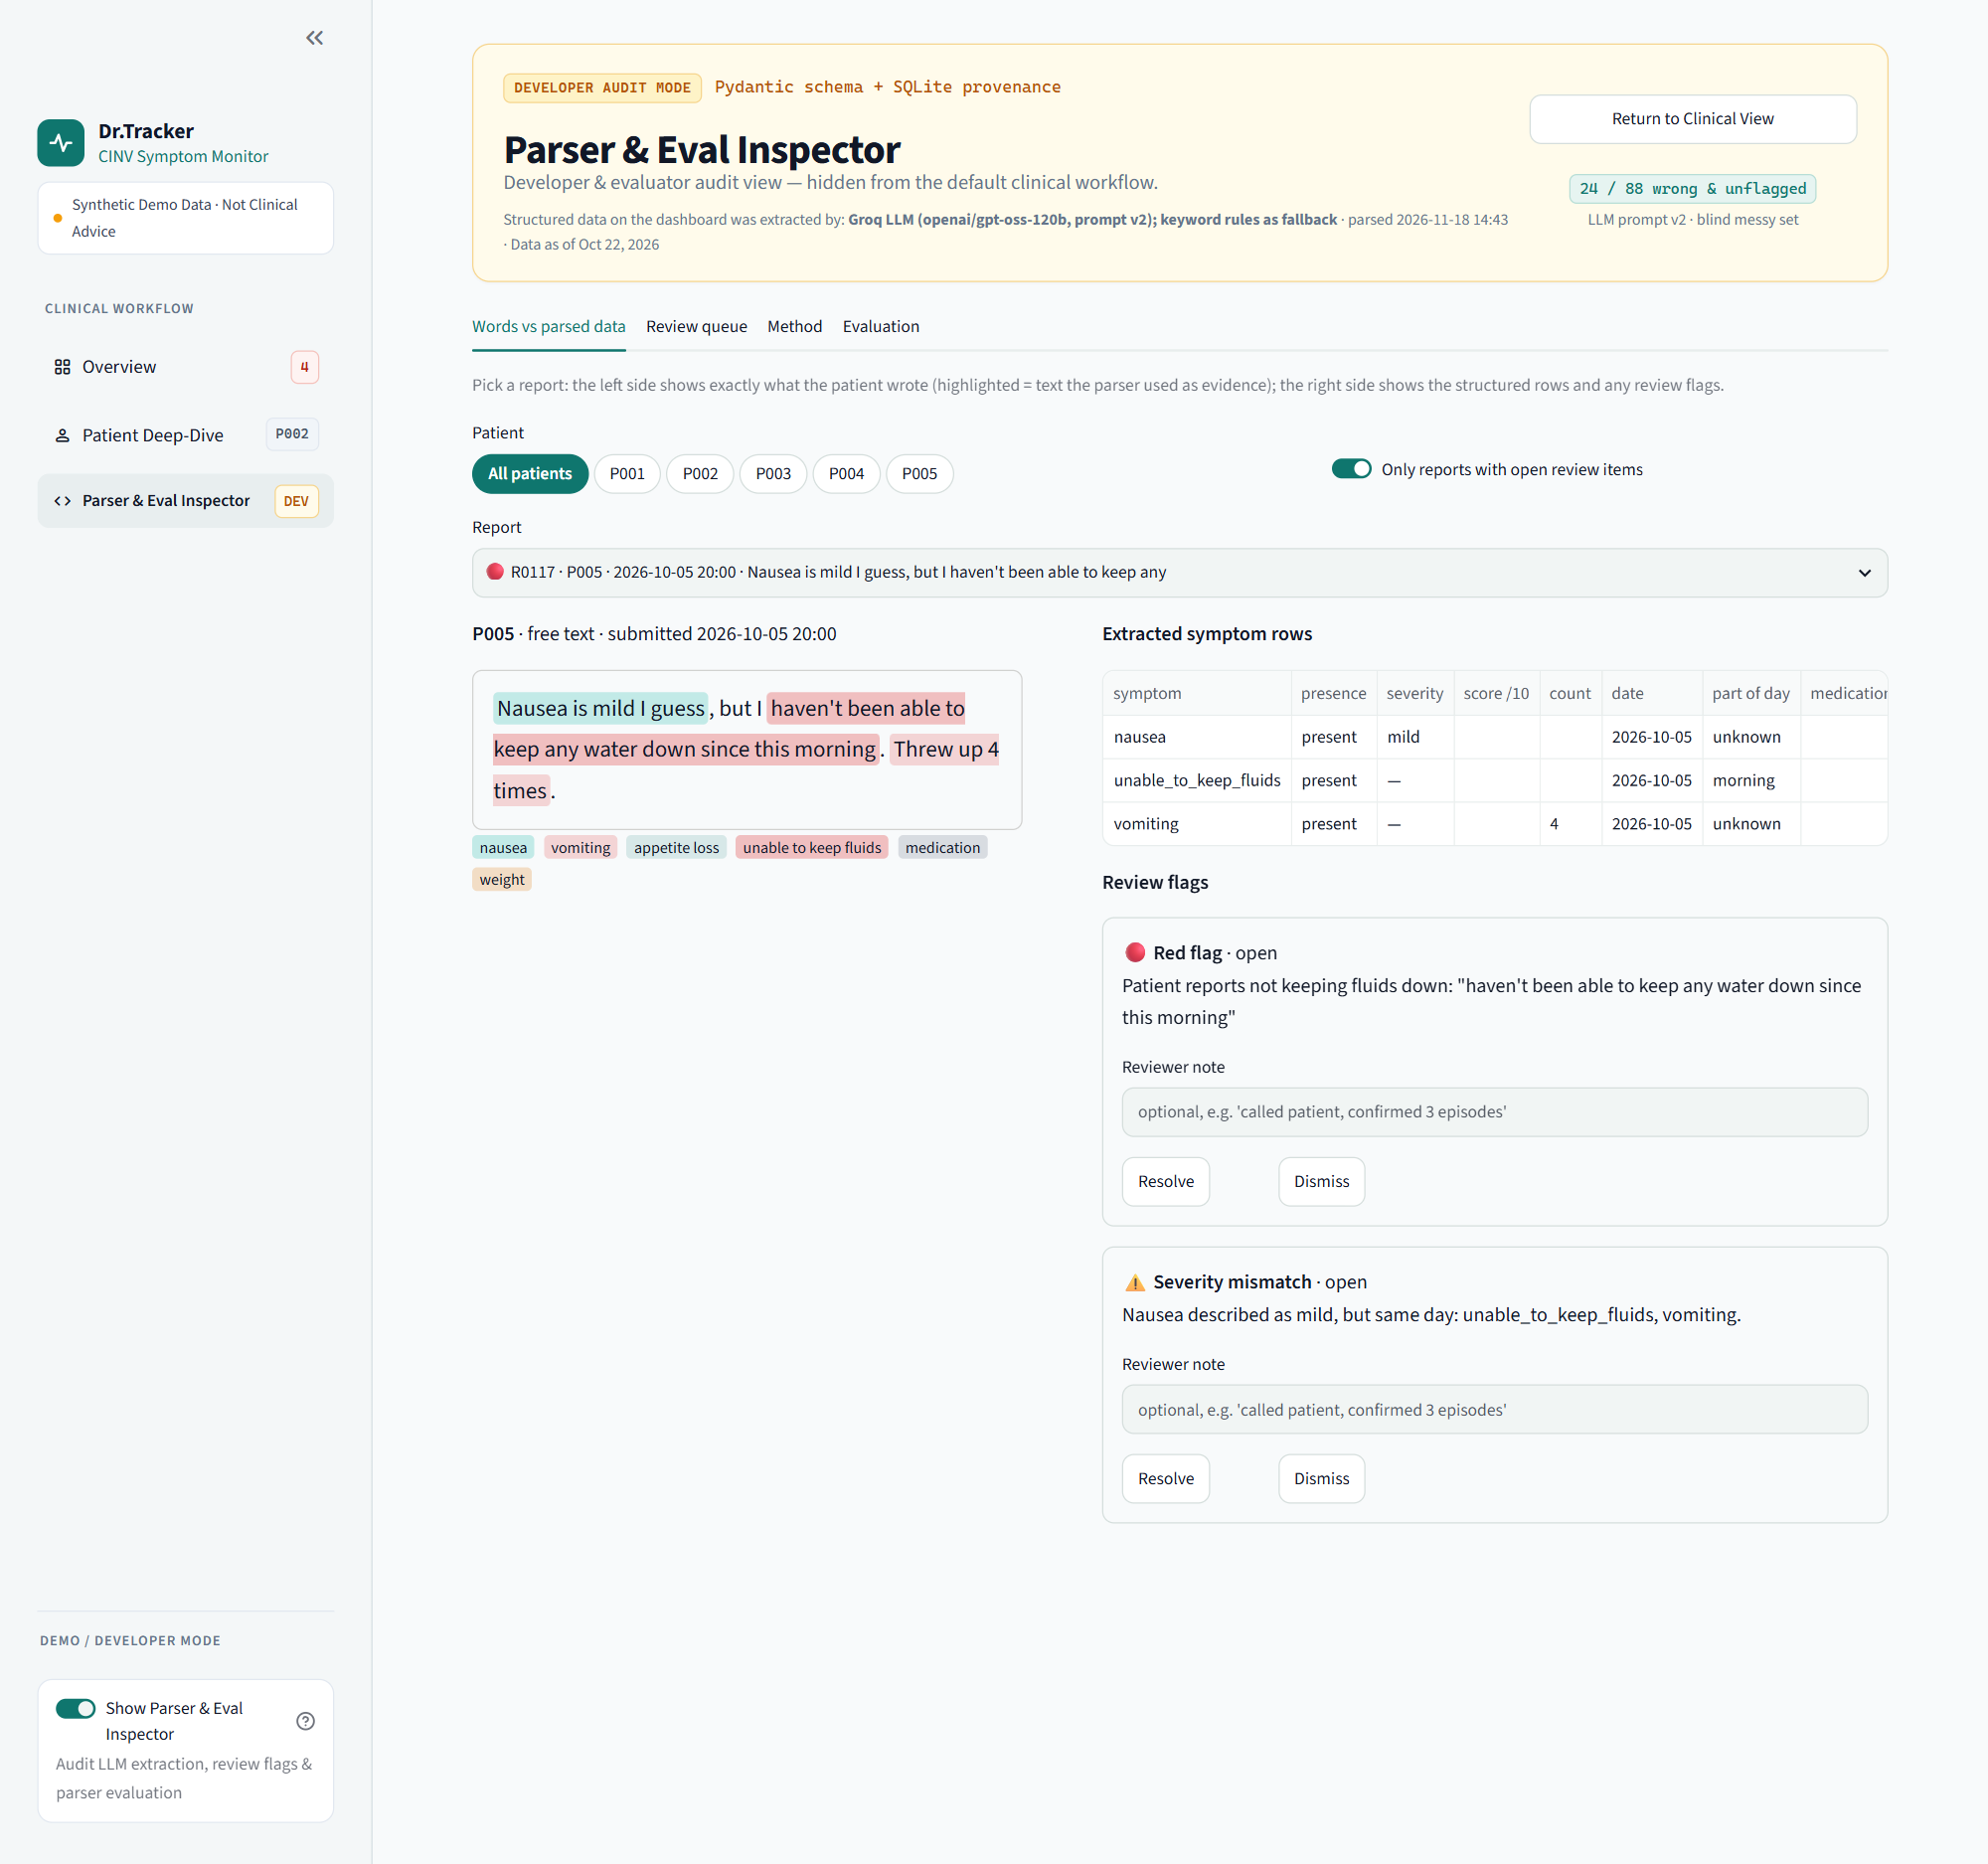 Dr.Tracker
CINV Symptom Monitor
Synthetic Demo Data · Not Clinical
Advice
CLINICAL WORKFLOW
Overview 4
Patient Deep-Dive P002
Parser & Eval Inspector DEV
DEMO / DEVELOPER MODE
Show Parser & Eval
Inspector
Audit LLM extraction, review flags &
parser evaluation
DEVELOPER AUDIT MODE Pydantic schema + SQLite provenance
Parser & Eval Inspector
Developer & evaluator audit view — hidden from the default clinical workflow.
Structured data on the dashboard was extracted by: Groq LLM (openai/gpt-oss-120b, prompt v2); keyword rules as fallback · parsed 2026-11-18 14:43
· Data as of Oct 22, 2026
Return to Clinical View
24 / 88 wrong & unflagged
LLM prompt v2 · blind messy set
Words vs parsed data Review queue Method Evaluation
Pick a report: the left side shows exactly what the patient wrote (highlighted = text the parser used as evidence); the right side shows the structured rows and any review flags.
Patient
All patients P001 P002 P003 P004 P005
Only reports with open review items
Report
R0117 · P005 · 2026-10-05 20:00 · Nausea is mild I guess, but I haven't been able to keep any
P005 · free text · submitted 2026-10-05 20:00
Nausea is mild I guess, but I haven't been able to
keep any water down since this morning. Threw up 4
times.
nausea vomiting appetite loss unable to keep fluids medication
weight
Extracted symptom rows
symptom presence severity score /10 count date part of day medication
nausea present mild 2026-10-05 unknown
unable_to_keep_fluids present — 2026-10-05 morning
vomiting present — 4 2026-10-05 unknown
Review flags
Red flag · open
Patient reports not keeping fluids down: "haven't been able to keep any water down since
this morning"
Reviewer note
optional, e.g. 'called patient, confirmed 3 episodes'
Resolve Dismiss
Severity mismatch · open
Nausea described as mild, but same day: unable_to_keep_fluids, vomiting.
Reviewer note
optional, e.g. 'called patient, confirmed 3 episodes'
Resolve Dismiss